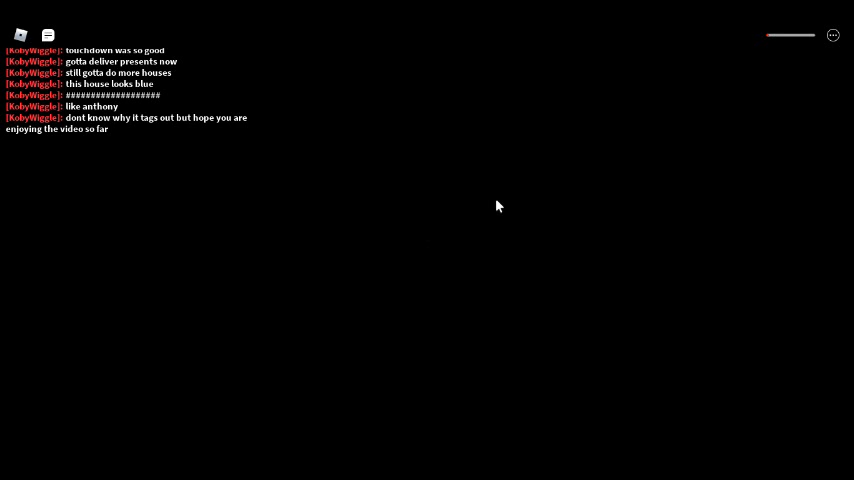 [KobyWiggle]: touchdown was so good
[KobyWiggle]: gotta deliver presents now
[KobyWiggle]: still gotta do more houses
[KobyWiggle]: this house looks blue
[KobyWiggle]: ###################
[KobyWiggle]: like anthony
[KobyWiggle]: dont know why it tags out but hope you are
enjoying the video so far